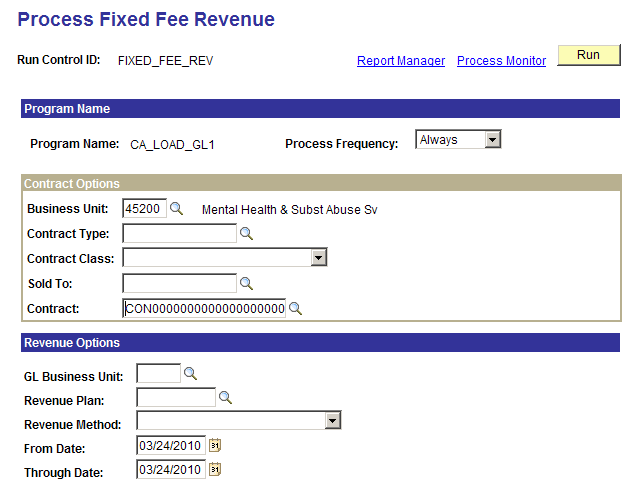 Process Fixed Fee Revenue
Run Control ID: FIXED_FEE_REV Report Manager Process Monitor Run
Program Name
Program Name: CA_LOAD_GL1 Process Frequency: Always
Contract Options
Business Unit: 45200 Mental Health & Subst Abuse Sv
Contract Type:
Contract Class:
Sold To:
Contract: CON0000000000000000000
Revenue Options
GL Business Unit:
Revenue Plan:
Revenue Method:
From Date: 03/24/2010 31
Through Date: 03/24/2010 31